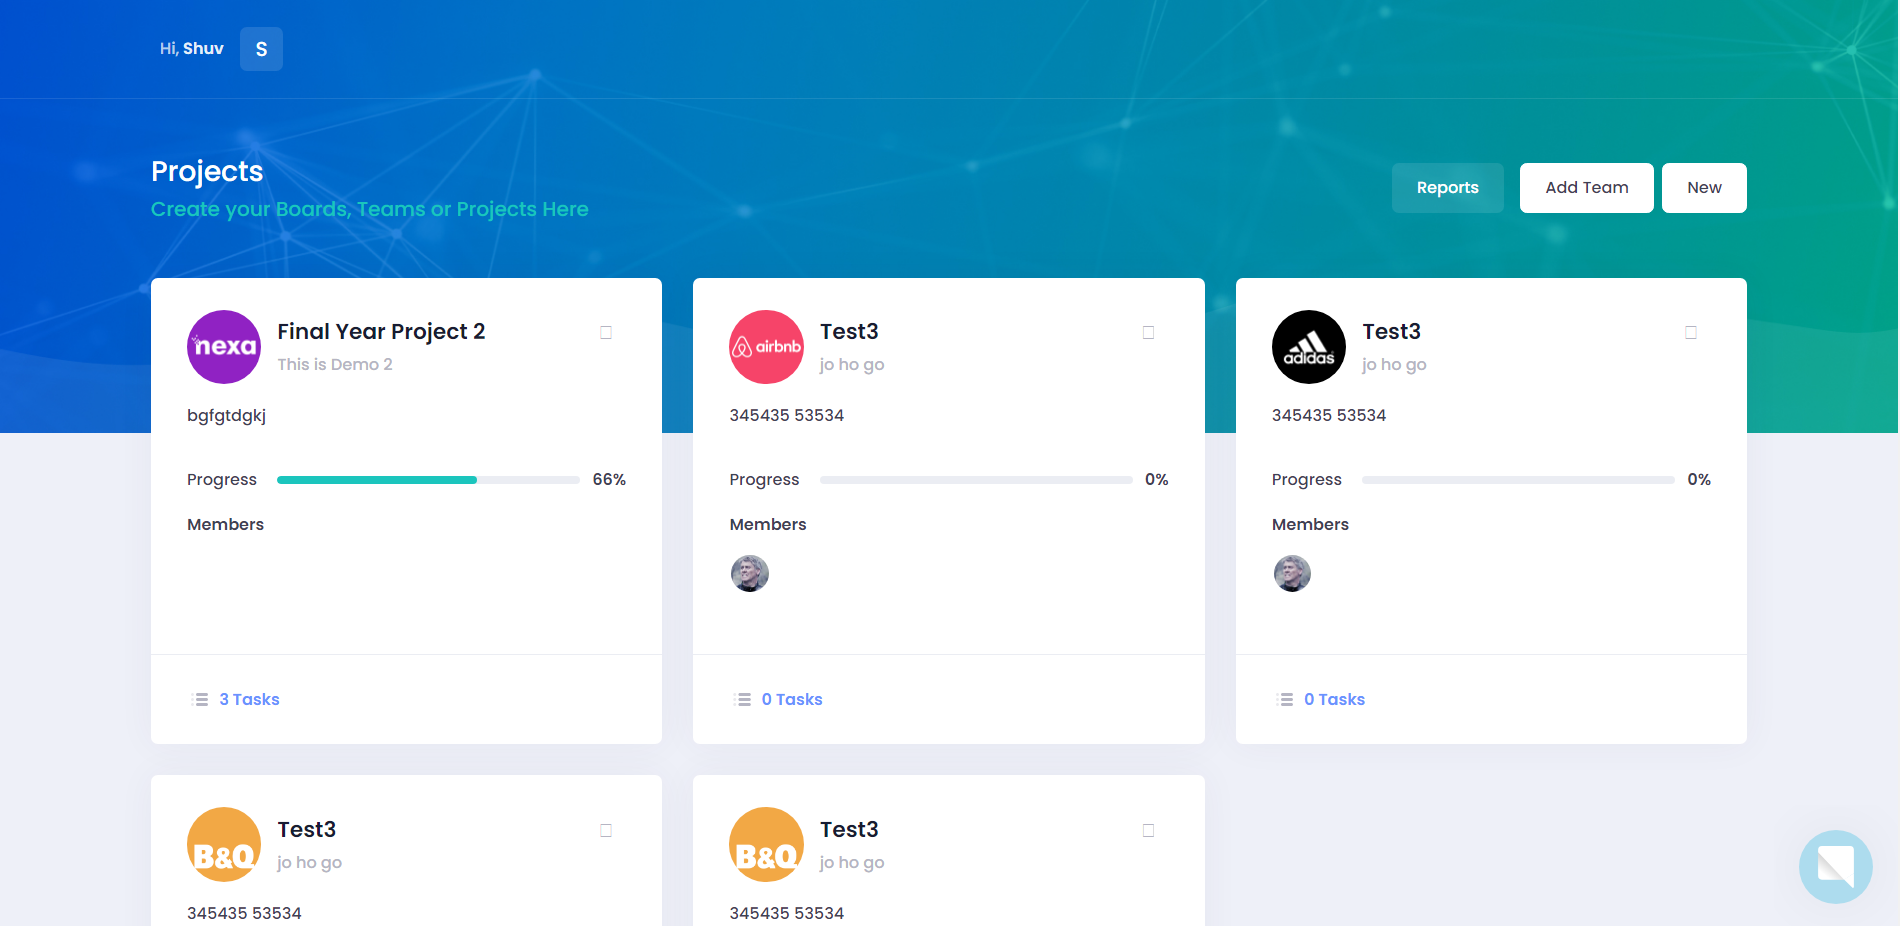 Hi, Shuv S
Projects
Create your Boards, Teams or Projects Here
Reports
Add Team
New
nexa
Final Year Project 2
This is Demo 2
bgfgtdgkj
Progress 66%
Members
3 Tasks
airbnb
Test3
jo ho go
345435 53534
Progress 0%
Members
0 Tasks
adidas
Test3
jo ho go
345435 53534
Progress 0%
Members
0 Tasks
B&Q
Test3
jo ho go
345435 53534
B&Q
Test3
jo ho go
345435 53534